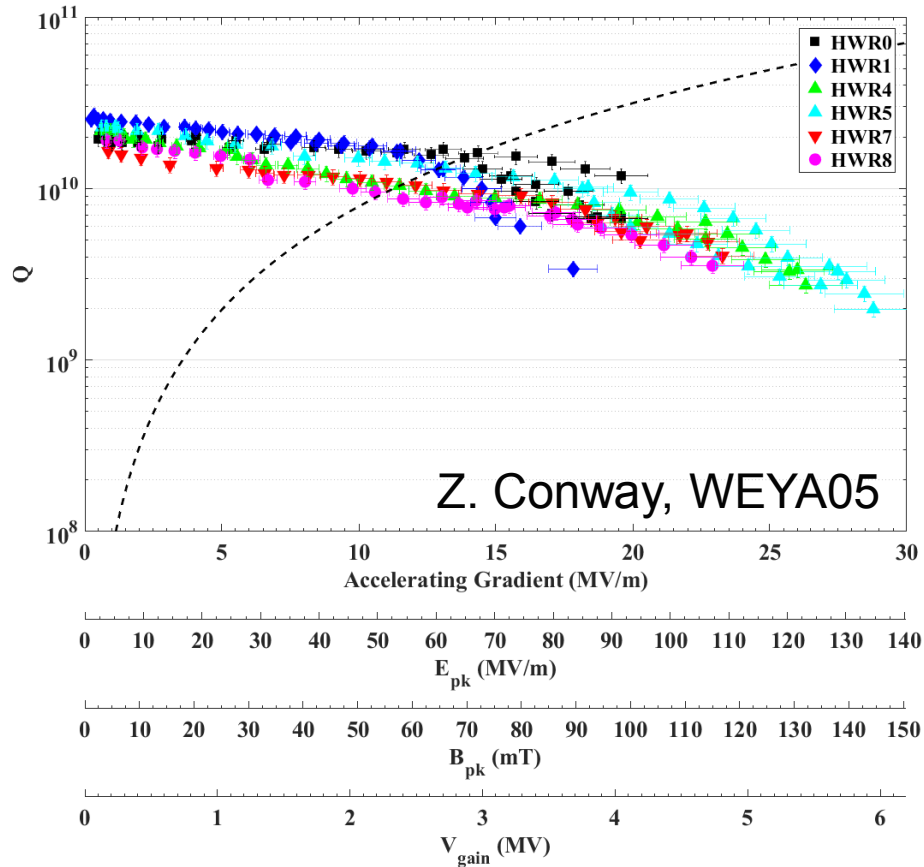 10^11
HWR0
HWR1
HWR4
HWR5
HWR7
HWR8
10^10
Q
10^9
Z. Conway, WEYA05
10^8
0 5 10 15 20 25 30
Accelerating Gradient (MV/m)
0 10 20 30 40 50 60 70 80 90 100 110 120 130 140
E_pk (MV/m)
0 10 20 30 40 50 60 70 80 90 100 110 120 130 140 150
B_pk (mT)
0 1 2 3 4 5 6
V_gain (MV)